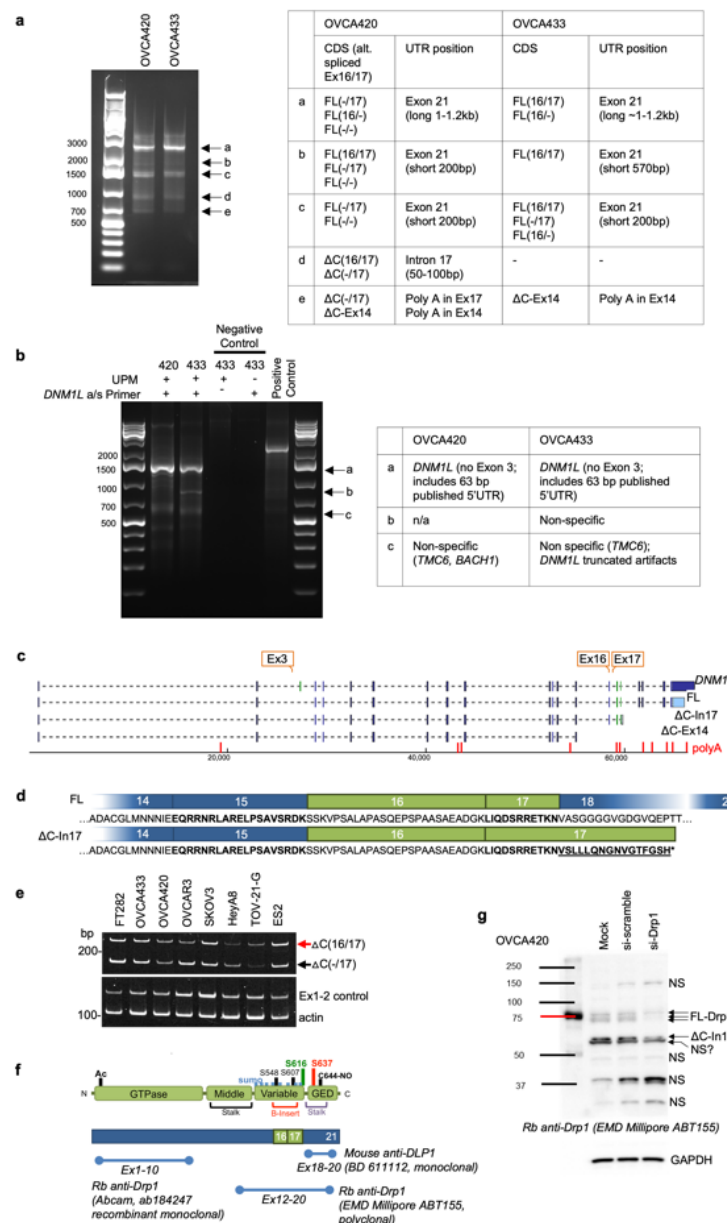 a
OVCA420
OVCA433
3000
2000
1500
1000
700
500
a
b
c
d
e
OVCA420
OVCA433
CDS (alt. spliced Ex16/17)
UTR position
CDS
UTR position
a
FL(-/17)
FL(16/-)
FL(-/-)
Exon 21
(long 1-1.2kb)
FL(16/17)
FL(16/-)
Exon 21
(long ~1-1.2kb)
b
FL(16/17)
FL(-/17)
FL(-/-)
Exon 21
(short 200bp)
FL(16/17)
Exon 21
(short 570bp)
c
FL(-/17)
FL(-/-)
Exon 21
(short 200bp)
FL(16/17)
FL(-/17)
FL(16/-)
Exon 21
(short 200bp)
d
ΔC(16/17)
ΔC(-/17)
Intron 17
(50-100bp)
-
-
e
ΔC(-/17)
ΔC-Ex14
Poly A in Ex17
Poly A in Ex14
ΔC-Ex14
Poly A in Ex14
b
Negative
Control
420 433 433 433
Positive
Control
UPM + + + -
DNM1L a/s Primer + + - +
2000
1500
1000
700
500
a
b
c
OVCA420
OVCA433
a
DNM1L (no Exon 3;
includes 63 bp
published 5'UTR)
DNM1L (no Exon 3;
includes 63 bp published
5'UTR)
b
n/a
Non-specific
c
Non-specific
(TMC6, BACH1)
Non specific (TMC6);
DNM1L truncated artifacts
c
Ex3
Ex16
Ex17
DNM1
FL
ΔC-In17
ΔC-Ex14
polyA
20,000
40,000
60,000
d
FL
14 15 16 17 18 2
...ADACGLMNNNIEEQRRNRLARELPSAVSRDKSSKVPSALAPASQEPSPAASAEADGKLIQDSRRETKNVASGGGGVGDGVQEPTT...
ΔC-In17
14 15 16 17
...ADACGLMNNNIEEQRRNRLARELPSAVSRDKSSKVPSALAPASQEPSPAASAEADGKLIQDSRRETKNVSLLLQNGNVGTFGSH*
e
FT282
OVCA433
OVCA420
OVCAR3
SKOV3
HeyA8
TOV-21-G
ES2
bp
200
100
ΔC(16/17)
ΔC(-/17)
Ex1-2 control
actin
f
Ac
sumo
S548
S607
S616
S637
C644-NO
N
GTPase
Middle
Variable
GED
C
Stalk
B-Insert
Stalk
16 17 21
Mouse anti-DLP1
Ex18-20 (BD 611112, monoclonal)
Ex1-10
Rb anti-Drp1
(Abcam, ab184247
recombinant monoclonal)
Ex12-20
Rb anti-Drp1
(EMD Millipore ABT155,
polyclonal)
g
OVCA420
Mock
si-scramble
si-Drp1
250
150
100
75
50
37
NS
FL-Drp
ΔC-In1
NS?
NS
NS
NS
Rb anti-Drp1 (EMD Millipore ABT155)
GAPDH